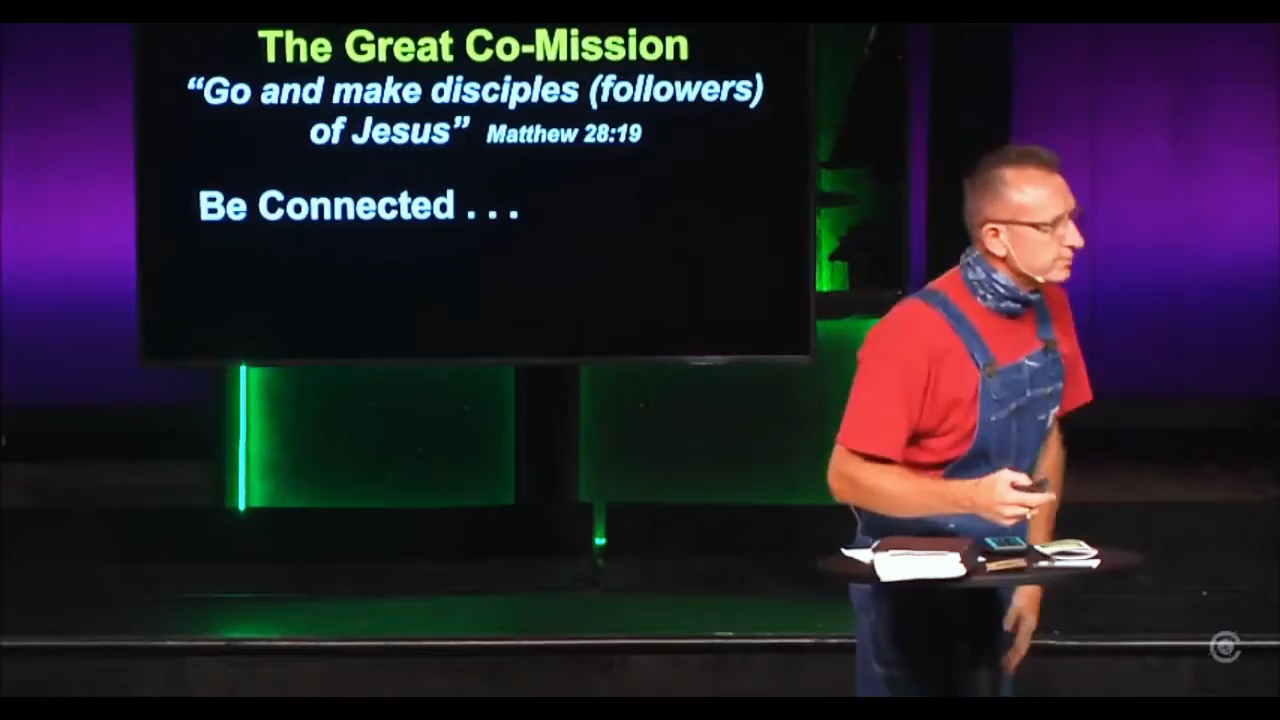 The Great Co-Mission
“Go and make disciples (followers)
of Jesus” Matthew 28:19
Be Connected . . .